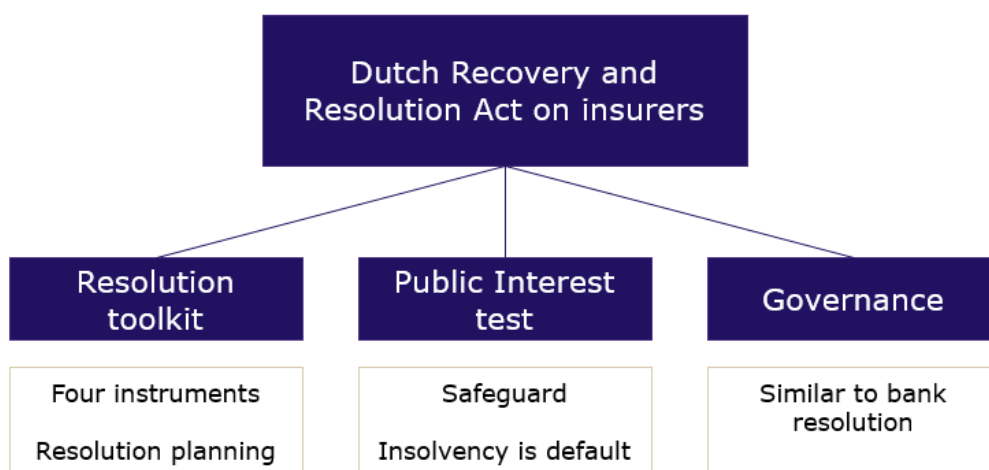 Dutch Recovery and
Resolution Act on insurers
Resolution
toolkit
Public Interest
test
Governance
Four instruments
Resolution planning
Safeguard
Insolvency is default
Similar to bank
resolution